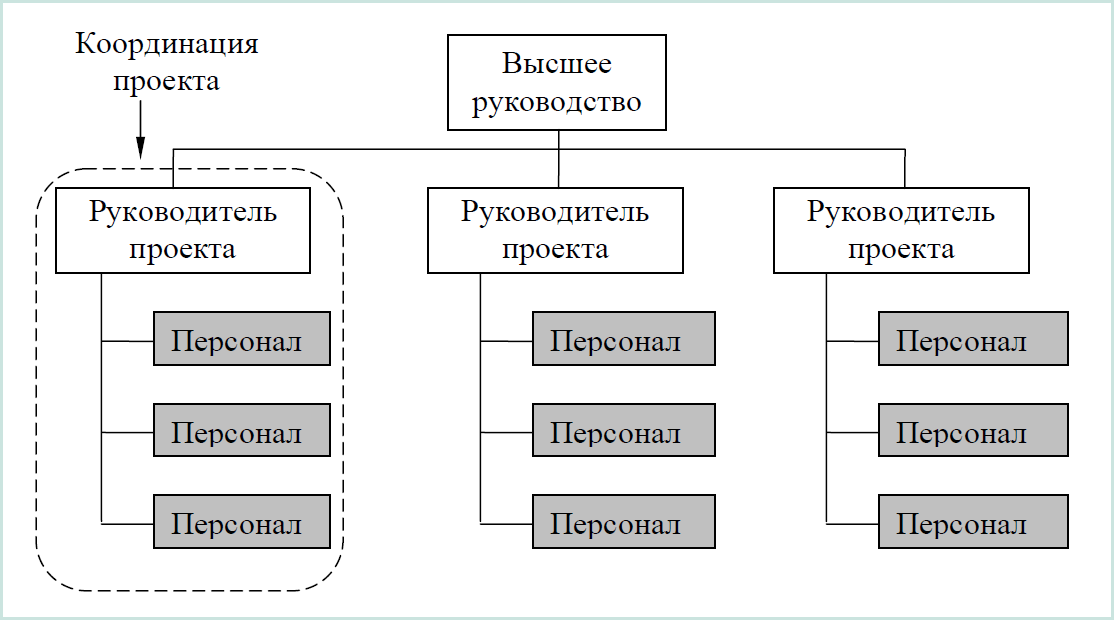 Координация
проекта
Высшее
руководство
Руководитель
проекта
Руководитель
проекта
Руководитель
проекта
Персонал
Персонал
Персонал
Персонал
Персонал
Персонал
Персонал
Персонал
Персонал